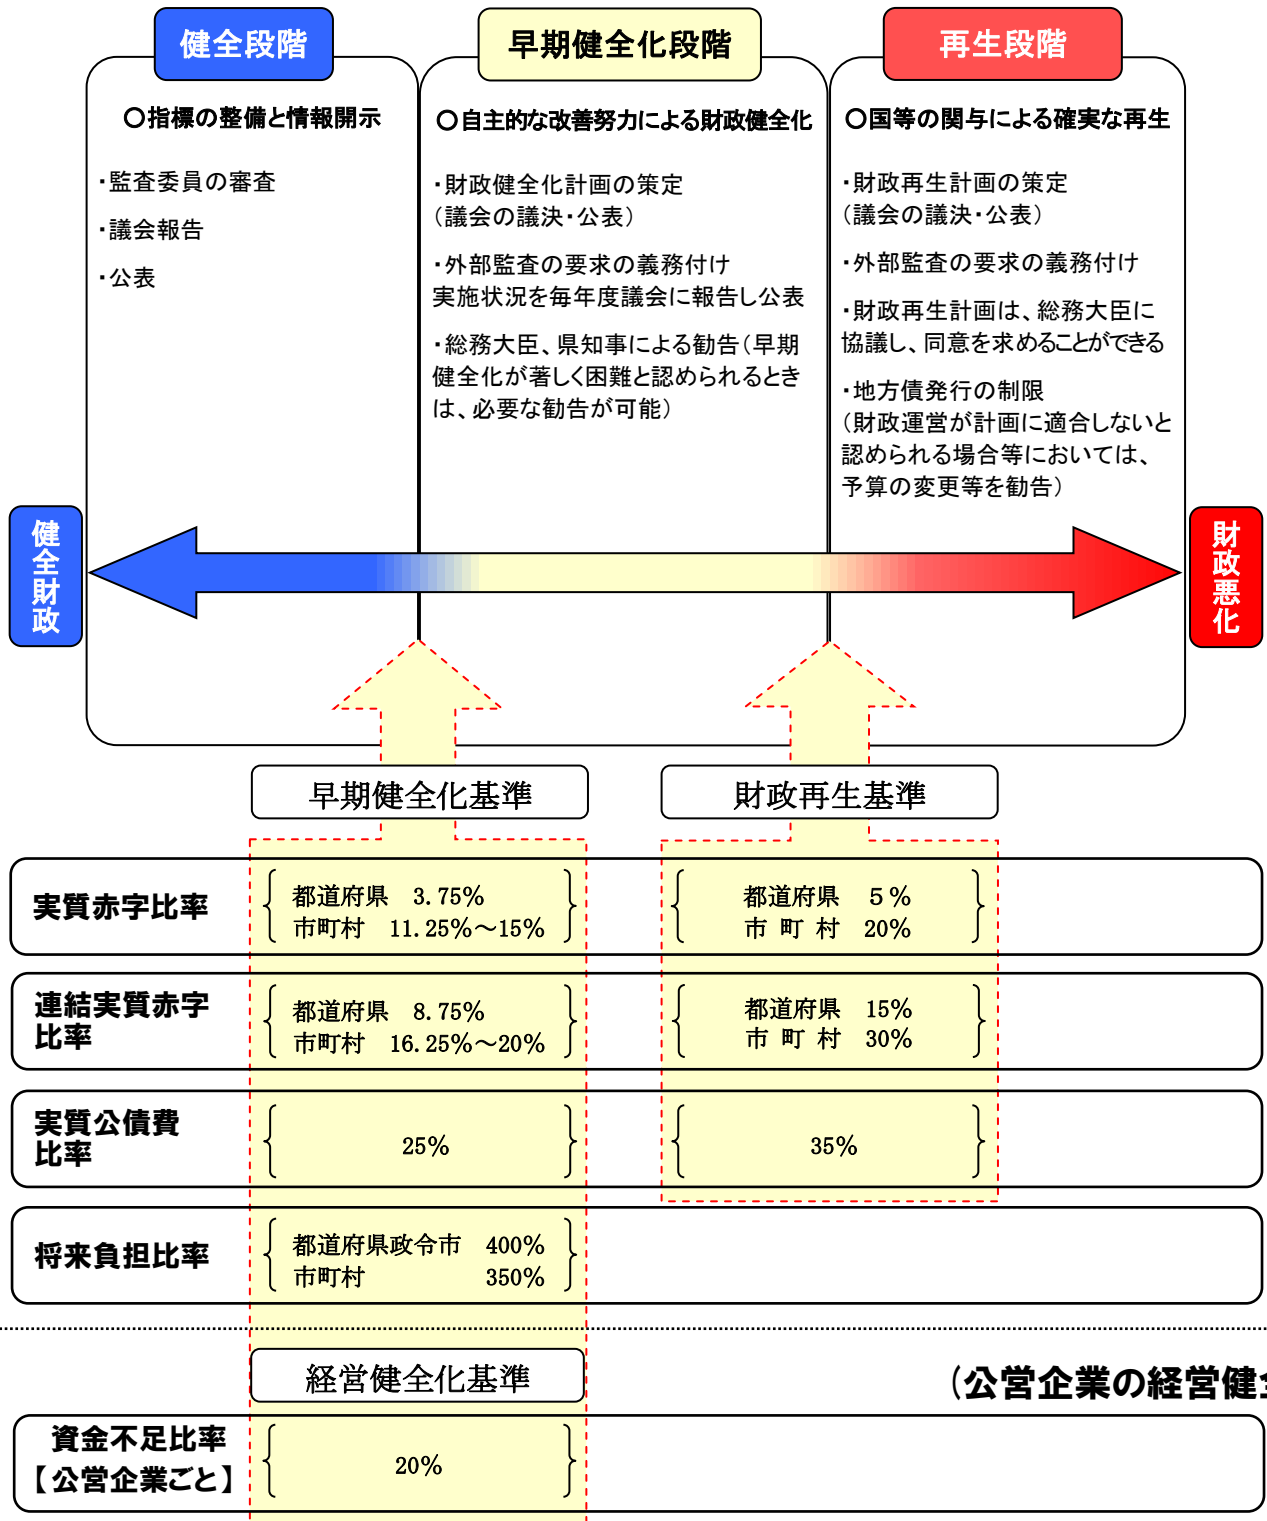 健全段階
早期健全化段階
再生段階
○指標の整備と情報開示
・監査委員の審査
・議会報告
・公表
○自主的な改善努力による財政健全化
・財政健全化計画の策定
（議会の議決・公表）
・外部監査の要求の義務付け
実施状況を毎年度議会に報告し公表
・総務大臣、県知事による勧告（早期
健全化が著しく困難と認められるとき
は、必要な勧告が可能）
○国等の関与による確実な再生
・財政再生計画の策定
（議会の議決・公表）
・外部監査の要求の義務付け
・財政再生計画は、総務大臣に
協議し、同意を求めることができる
・地方債発行の制限
（財政運営が計画に適合しないと
認められる場合等においては、
予算の変更等を勧告）
健全財政
財政悪化
早期健全化基準
財政再生基準
実質赤字比率
都道府県　3.75%
市町村　11.25%～15%
都道府県　５%
市 町 村　20%
連結実質赤字
比率
都道府県　8.75%
市町村　16.25%～20%
都道府県　15%
市 町 村　30%
実質公債費
比率
25%
35%
将来負担比率
都道府県政令市　400%
市町村　350%
経営健全化基準
（公営企業の経営健全
資金不足比率
【公営企業ごと】
20%